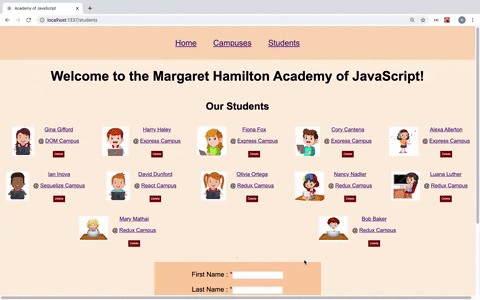 Academy of JavaScript
localhost:1337/students
Home Campuses Students
Welcome to the Margaret Hamilton Academy of JavaScript!
Our Students
Gina Gifford Harry Haley Fiona Fox Cory Cantena Alexa Allerton
@ DOM Campus @ Express Campus @ Express Campus @ Express Campus @ Express Campus
Delete Delete Delete Delete Delete
Ian Inova David Dunford Olivia Ortega Nancy Nadler Luana Luther
@ Sequelize Campus @ React Campus @ Redux Campus @ Redux Campus @ Redux Campus
Delete Delete Delete Delete Delete
Mary Mathai Bob Baker
@ Redux Campus @ Redux Campus
Delete Delete
First Name : *
Last Name : *